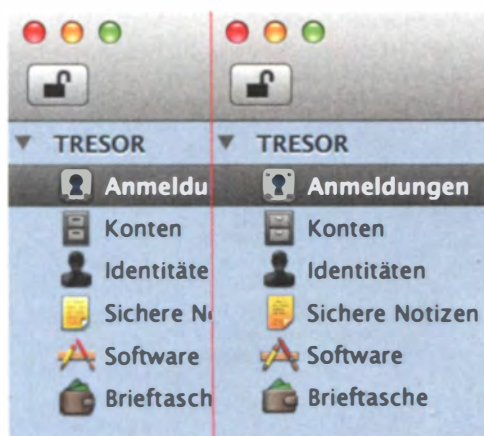 TRESOR
Anmeldu
Konten
Identitäte
Sichere N
Software
Brieftasch
TRESOR
Anmeldungen
Konten
Identitäten
Sichere Notizen
Software
Brieftasche